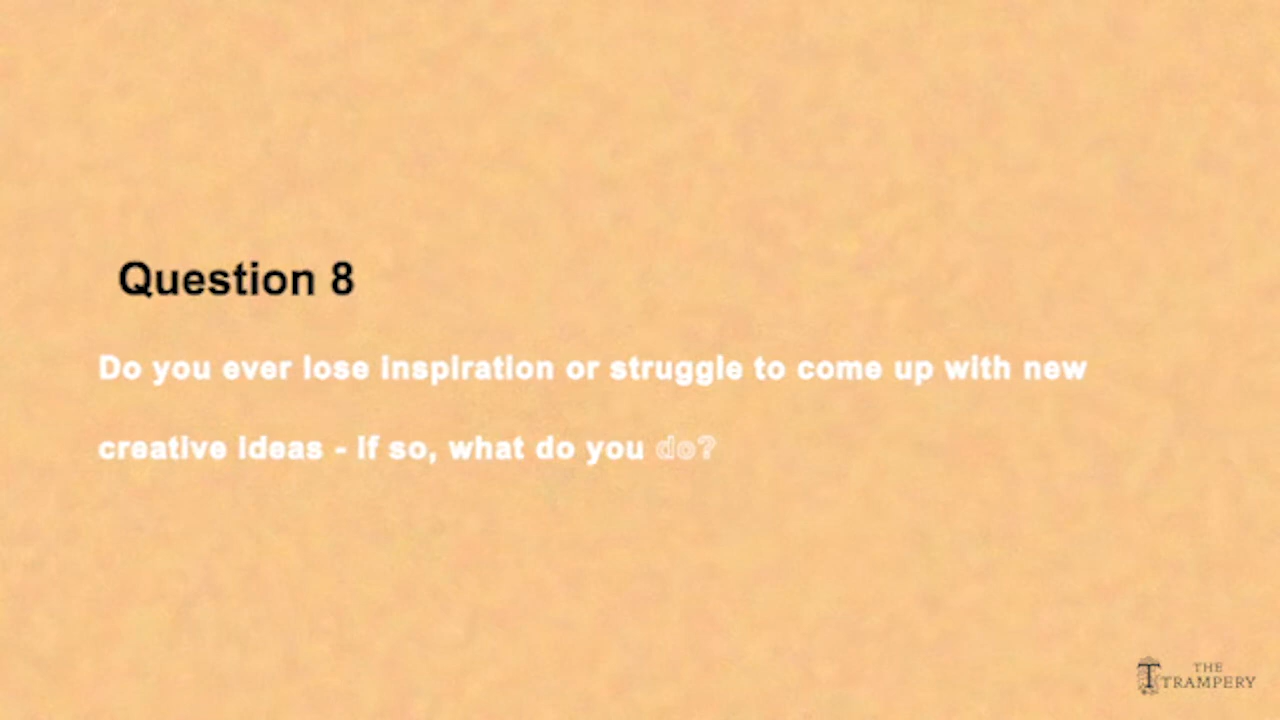 Question 8
Do you ever lose inspiration or struggle to come up with new
creative ideas - if so, what do you do?
THE
TRAMPERY